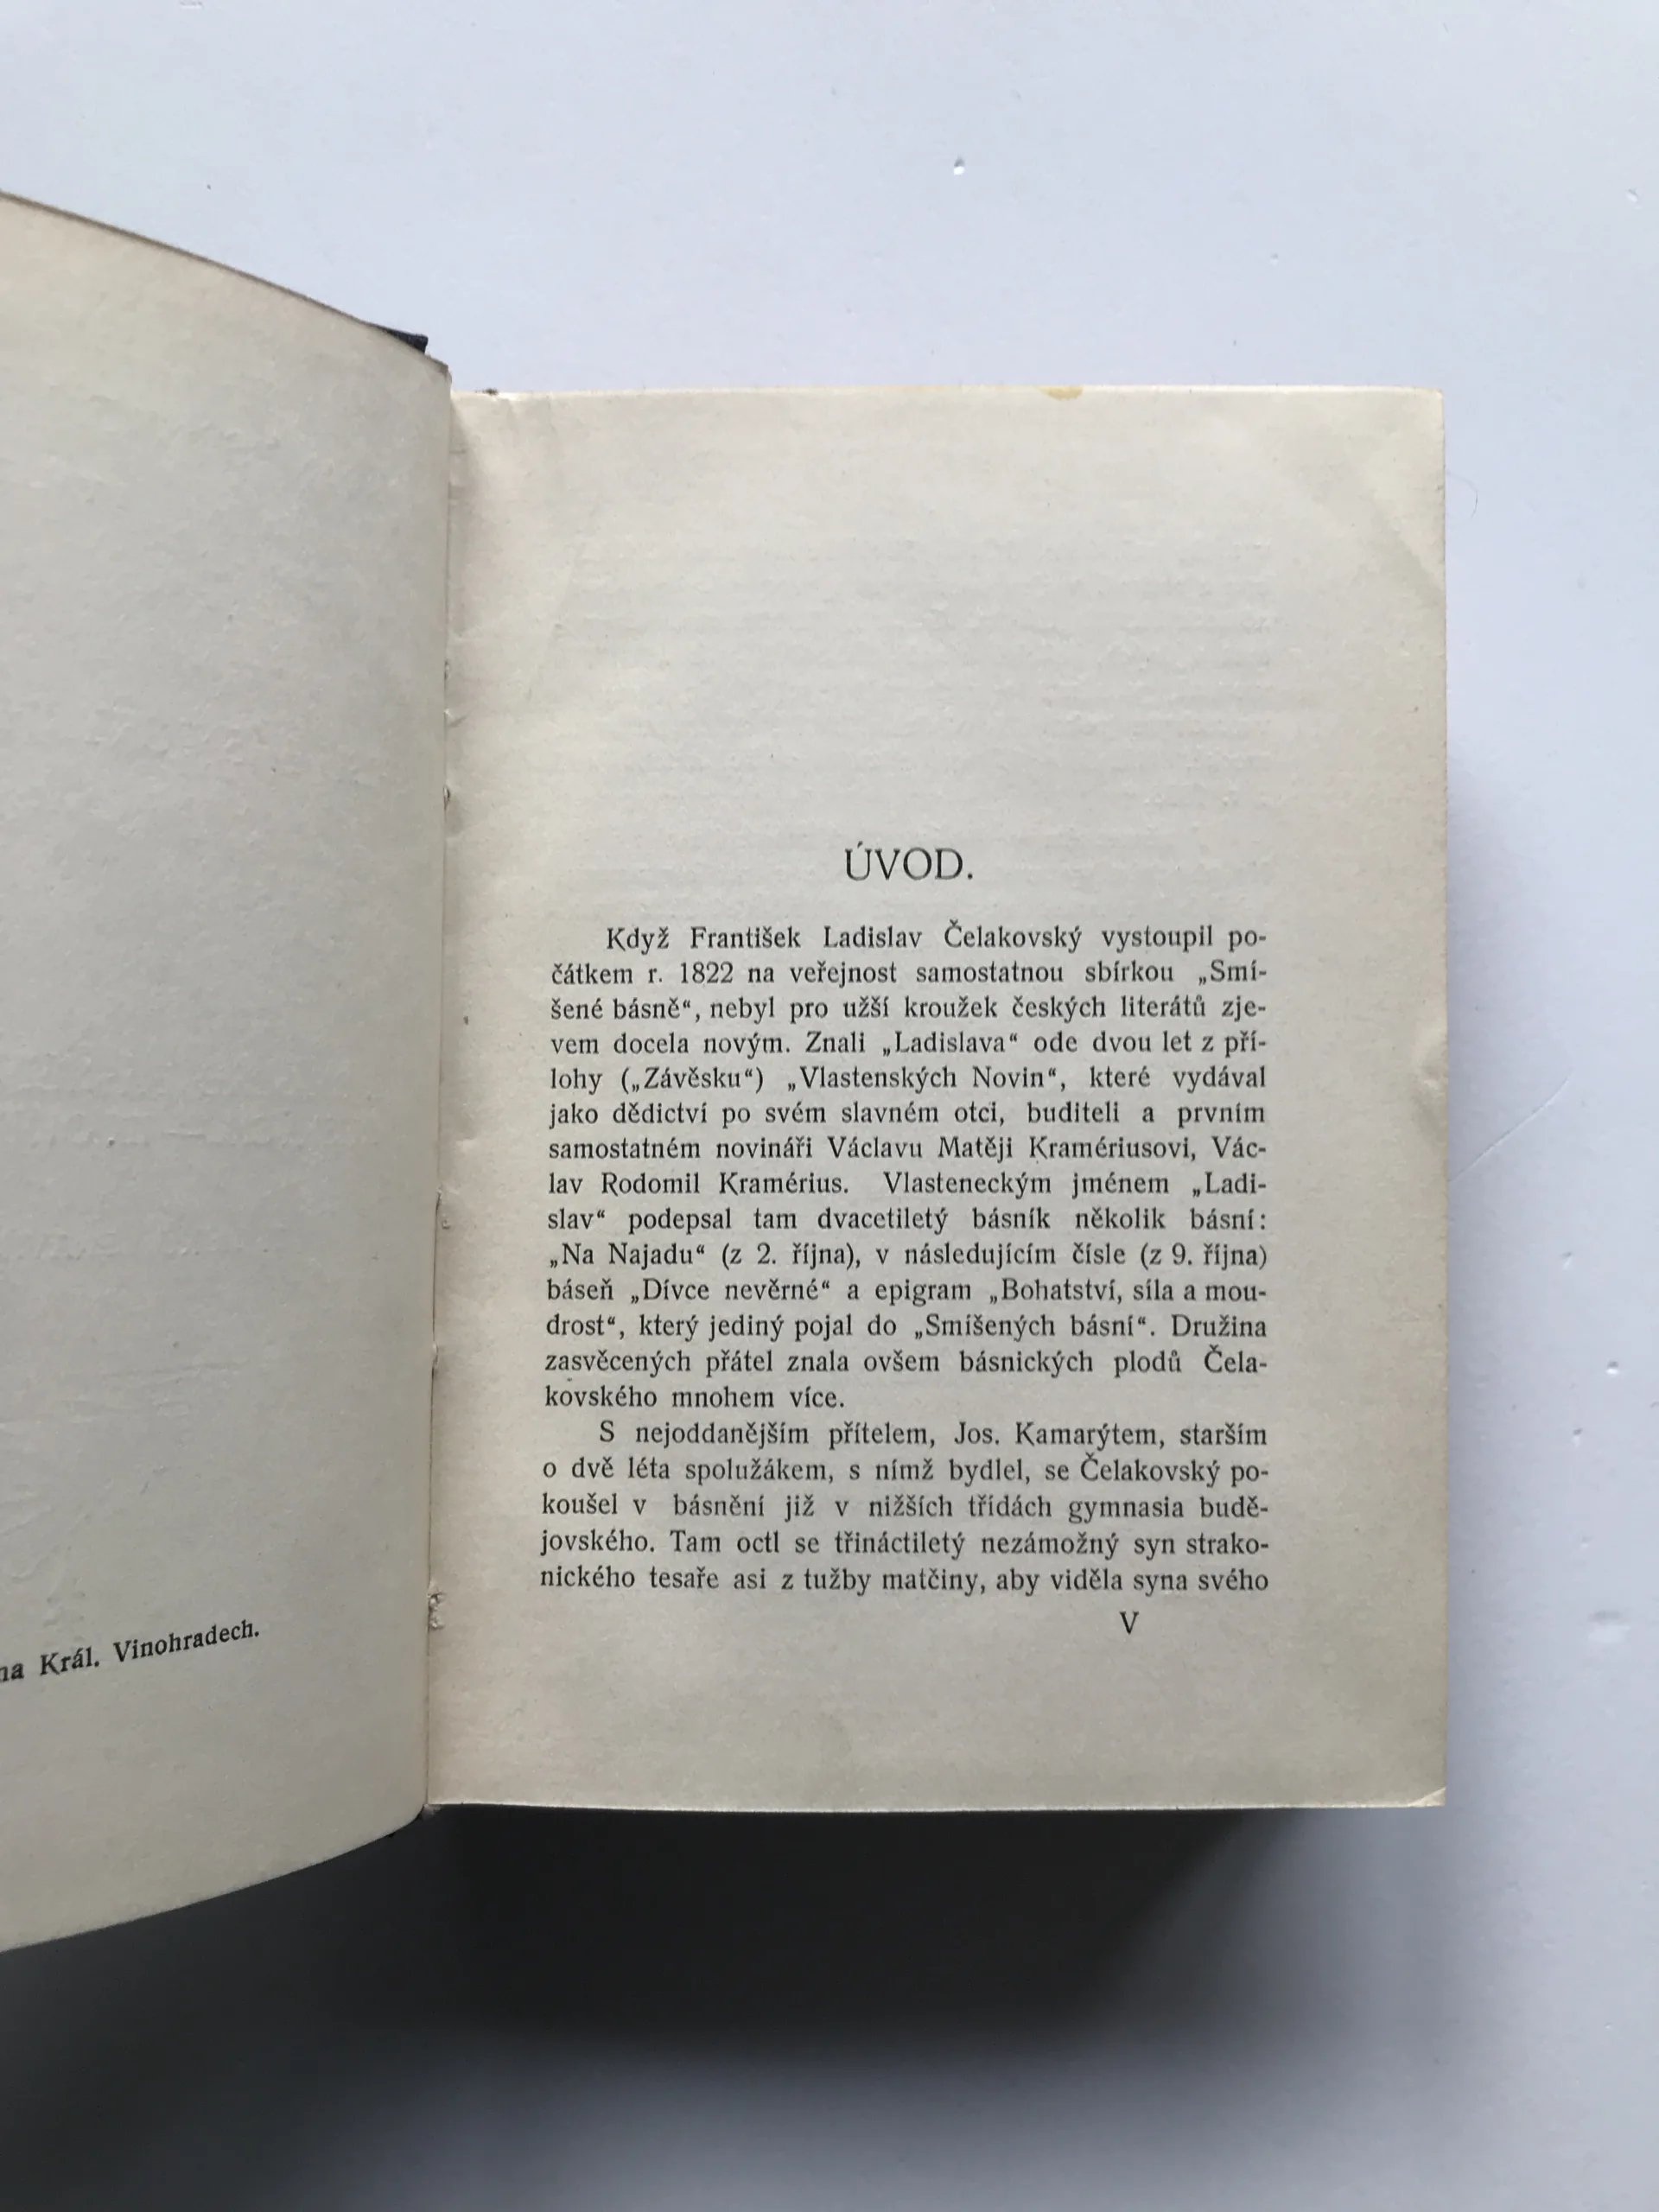 na Král. Vinohradech.
ÚVOD.
Když František Ladislav Čelakovský vystoupil po-
čátkem r. 1822 na veřejnost samostatnou sbírkou „Smí-
šené básně“, nebyl pro užší kroužek českých literátů zje-
vem docela novým. Znali „Ladislava“ ode dvou let z pří-
lohy („Závěsku“) „Vlastenských Novin“, které vydával
jako dědictví po svém slavném otci, buditeli a prvním
samostatném novináři Václavu Matěji Kramériusovi, Vác-
lav Rodomil Kramérius. Vlasteneckým jménem „Ladi-
slav“ podepsal tam dvacetiletý básník několik básní:
„Na Najadu“ (z 2. října), v následujícím čísle (z 9. října)
báseň „Dívce nevěrné“ a epigram „Bohatství, síla a mou-
drost“, který jediný pojal do „Smíšených básní“. Družina
zasvěcených přátel znala ovšem básnických plodů Čela-
kovského mnohem více.
S nejoddanějším přítelem, Jos. Kamarýtem, starším
o dvě léta spolužákem, s nímž bydlel, se Čelakovský po-
koušel v básnění již v nižších třídách gymnasia budě-
jovského. Tam octl se třináctiletý nezámožný syn strako-
nického tesaře asi z tužby matčiny, aby viděla syna svého
V